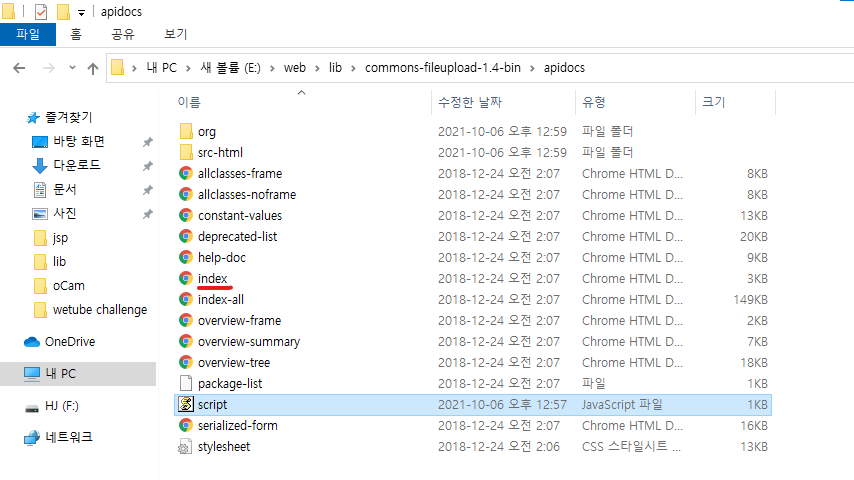 apidocs
파일 홈 공유 보기
내 PC 새 볼륨 (E:) web lib commons-fileupload-1.4-bin apidocs
즐겨찾기
바탕 화면
다운로드
문서
사진
jsp
lib
oCam
wetube challenge
OneDrive
내 PC
HJ (F:)
네트워크
이름 수정한 날짜 유형 크기
org 2021-10-06 오후 12:59 파일 폴더
src-html 2021-10-06 오후 12:59 파일 폴더
allclasses-frame 2018-12-24 오전 2:07 Chrome HTML D... 8KB
allclasses-noframe 2018-12-24 오전 2:07 Chrome HTML D... 8KB
constant-values 2018-12-24 오전 2:07 Chrome HTML D... 13KB
deprecated-list 2018-12-24 오전 2:07 Chrome HTML D... 20KB
help-doc 2018-12-24 오전 2:07 Chrome HTML D... 9KB
index 2018-12-24 오전 2:07 Chrome HTML D... 3KB
index-all 2018-12-24 오전 2:07 Chrome HTML D... 149KB
overview-frame 2018-12-24 오전 2:07 Chrome HTML D... 2KB
overview-summary 2018-12-24 오전 2:07 Chrome HTML D... 7KB
overview-tree 2018-12-24 오전 2:07 Chrome HTML D... 18KB
package-list 2018-12-24 오전 2:07 파일 1KB
script 2021-10-06 오후 12:57 JavaScript 파일 1KB
serialized-form 2018-12-24 오전 2:07 Chrome HTML D... 16KB
stylesheet 2018-12-24 오전 2:06 CSS 스타일시트 ... 13KB